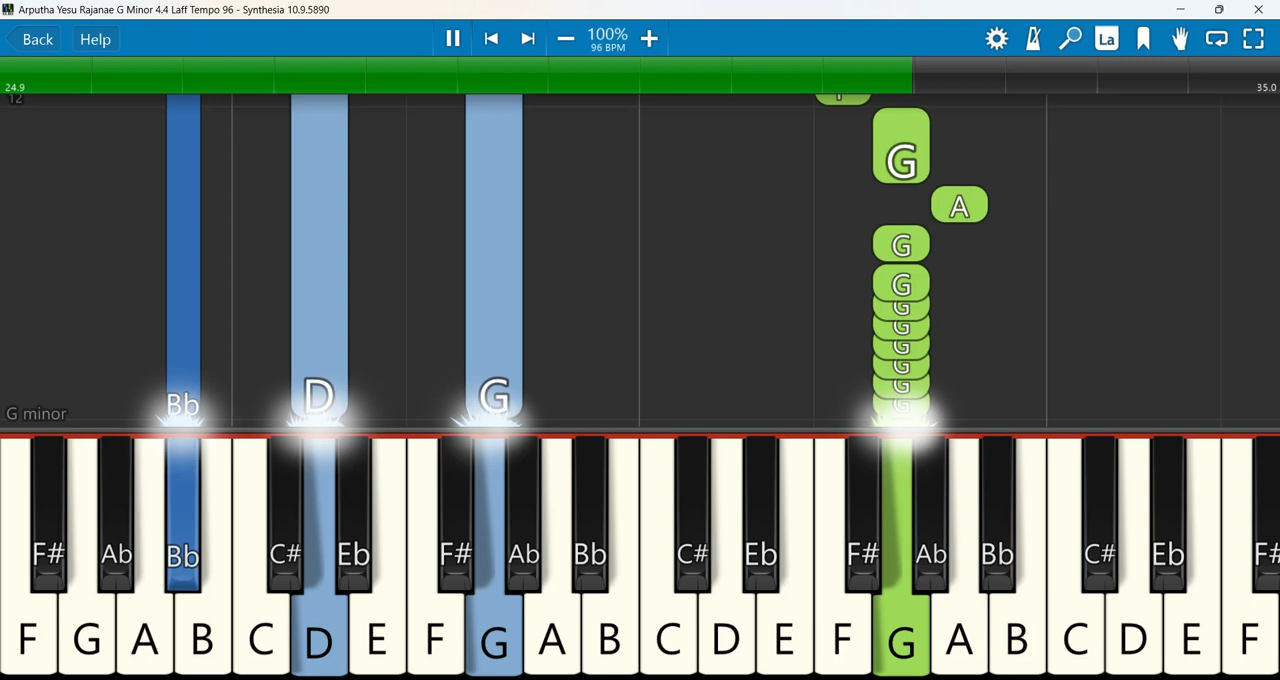 Arputha Yesu Rajanae G Minor 4.4 Laff Tempo 96 - Synthesia 10.9.5890
Back Help 100% La
96 BPM
24.9 35.0
12
G
A
G
G
G
G
G
G
G
Bb D G G
G minor
F# Ab Bb C# Eb F# Ab Bb C# Eb F# Ab Bb C# Eb F#
F G A B C D E F G A B C D E F G A B C D E F